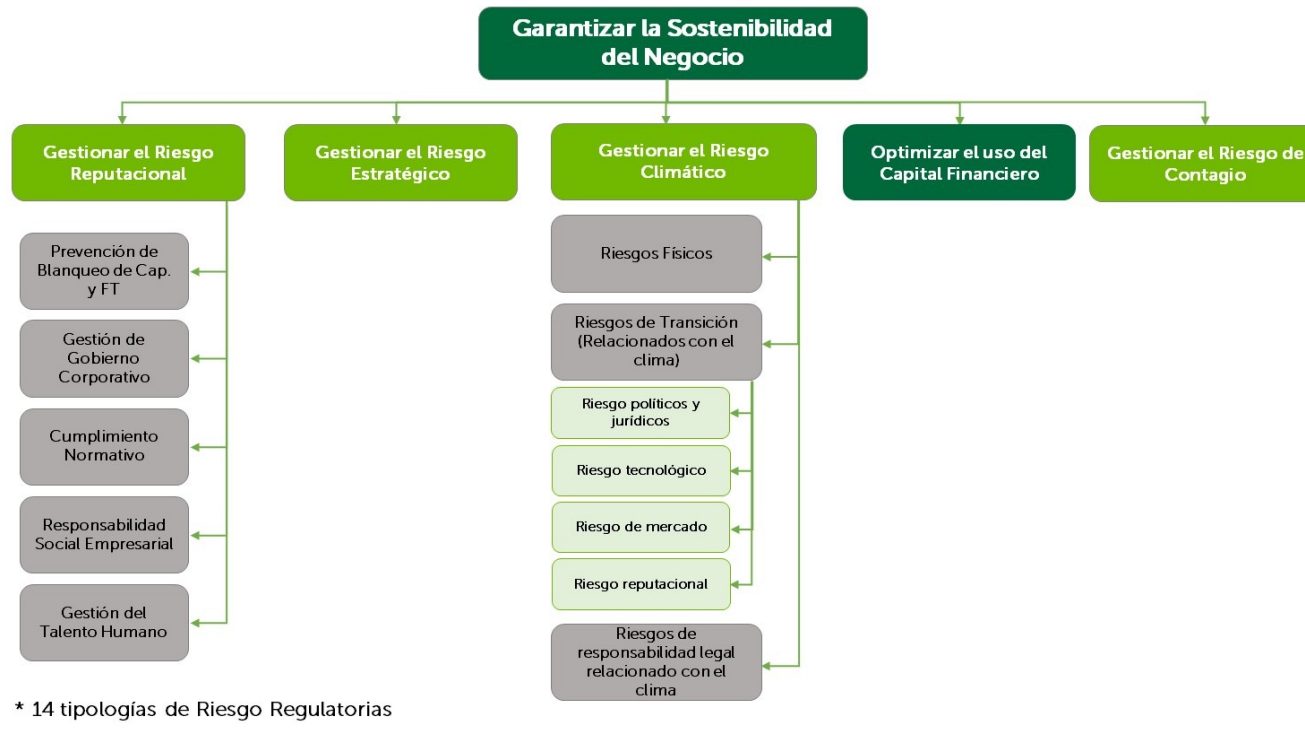 Garantizar la Sostenibilidad
del Negocio
Gestionar el Riesgo
Reputacional
Gestionar el Riesgo
Estratégico
Gestionar el Riesgo
Climático
Optimizar el uso del
Capital Financiero
Gestionar el Riesgo de
Contagio
Prevención de
Blanqueo de Cap.
y FT
Gestión de
Gobierno
Corporativo
Cumplimiento
Normativo
Responsabilidad
Social Empresarial
Gestión del
Talento Humano
Riesgos Físicos
Riesgos de Transición
(Relacionados con el
clima)
Riesgo políticos y
jurídicos
Riesgo tecnológico
Riesgo de mercado
Riesgo reputacional
Riesgos de
responsabilidad legal
relacionado con el
clima
* 14 tipologías de Riesgo Regulatorias